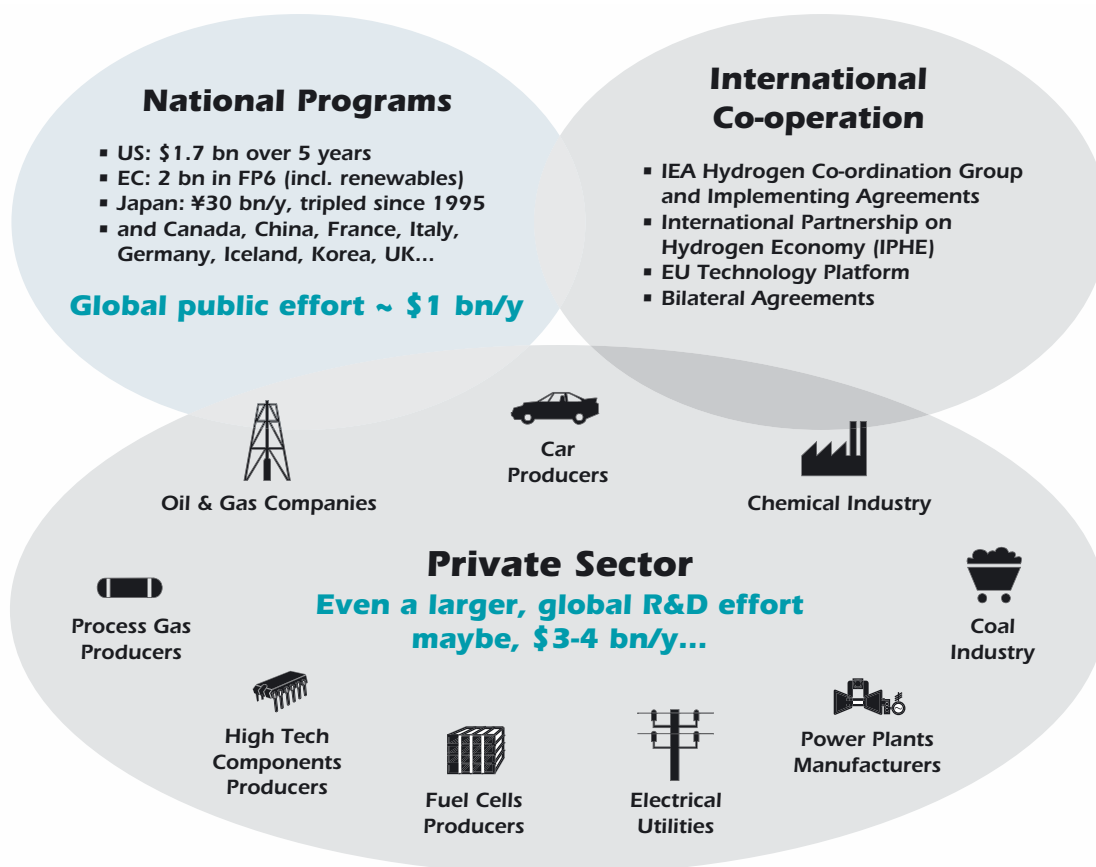 National Programs
▪ US: $1.7 bn over 5 years
▪ EC: 2 bn in FP6 (incl. renewables)
▪ Japan: ¥30 bn/y, tripled since 1995
▪ and Canada, China, France, Italy,
Germany, Iceland, Korea, UK...
Global public effort ~ $1 bn/y
International
Co-operation
▪ IEA Hydrogen Co-ordination Group
and Implementing Agreements
▪ International Partnership on
Hydrogen Economy (IPHE)
▪ EU Technology Platform
▪ Bilateral Agreements
Oil & Gas Companies
Car
Producers
Chemical Industry
Private Sector
Even a larger, global R&D effort
maybe, $3-4 bn/y...
Process Gas
Producers
Coal
Industry
High Tech
Components
Producers
Fuel Cells
Producers
Electrical
Utilities
Power Plants
Manufacturers